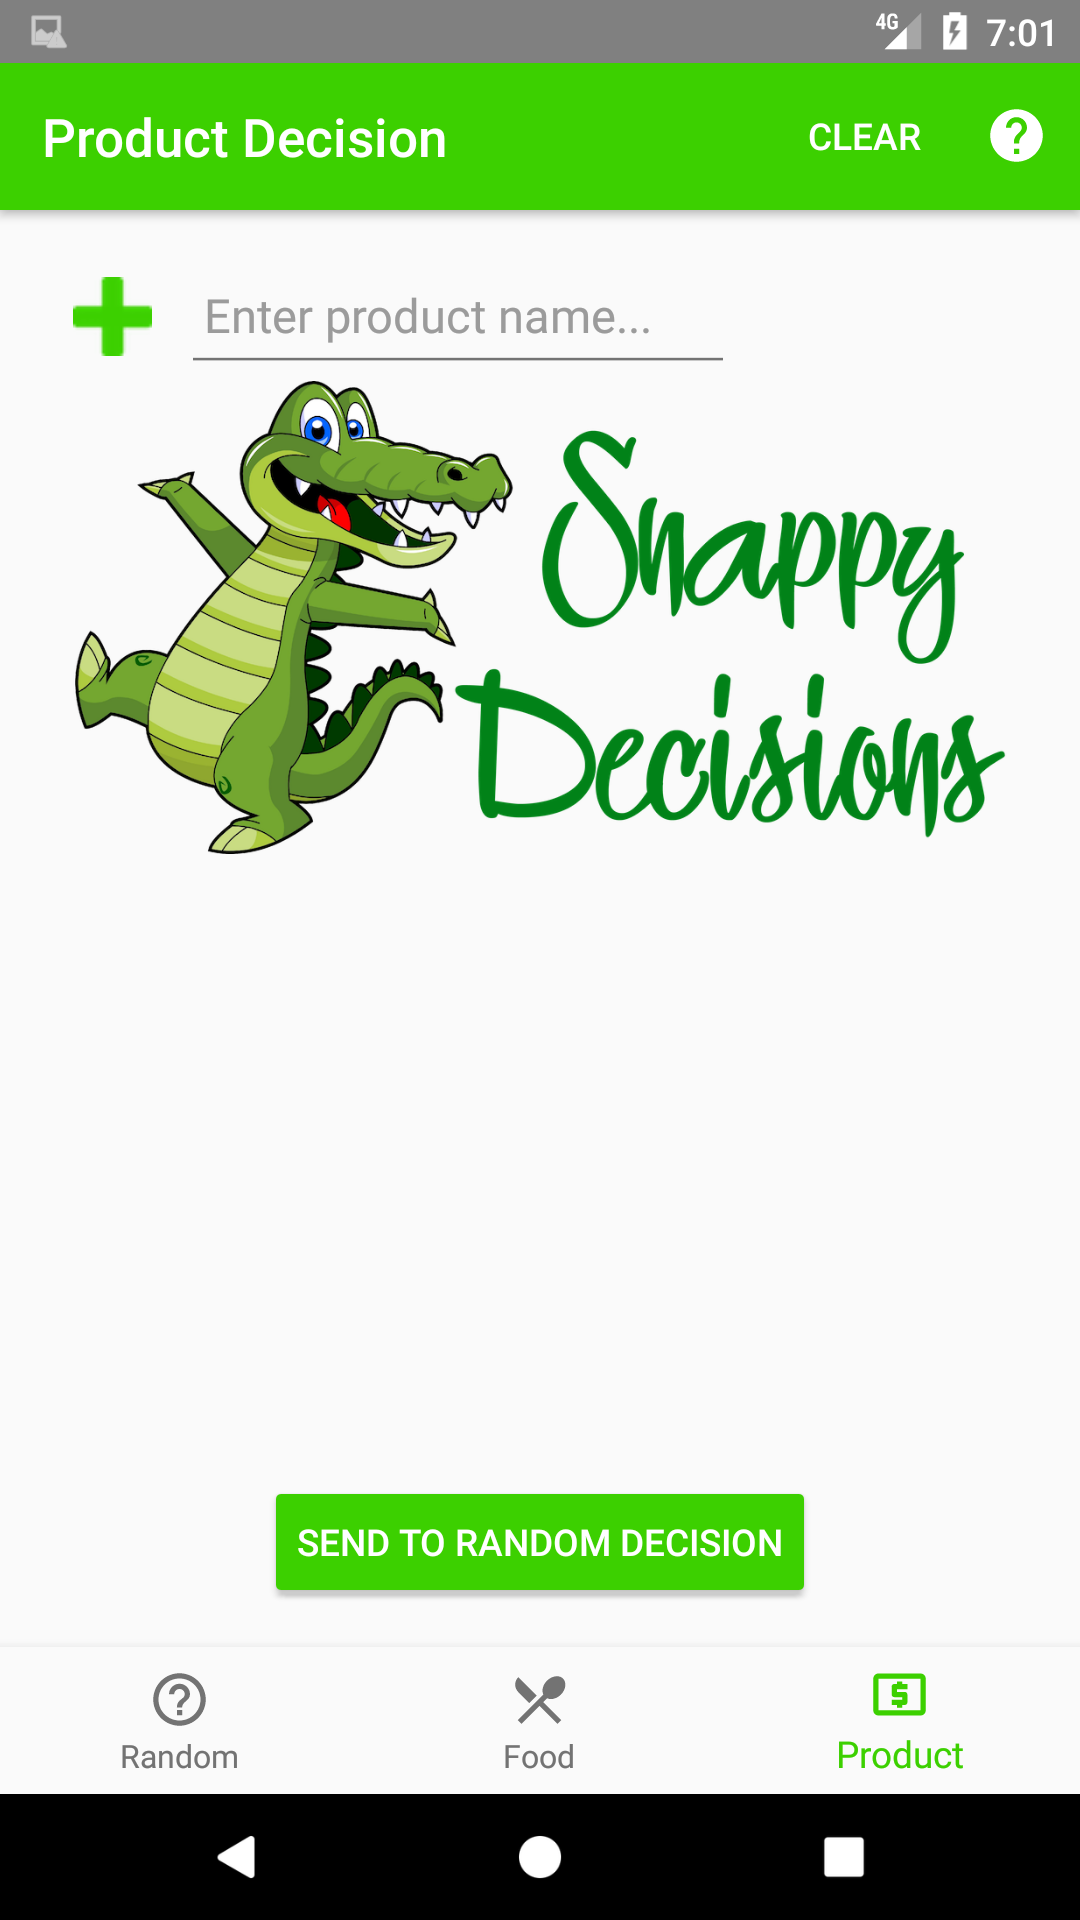 4G 7:01
Product Decision CLEAR
Enter product name...
Snappy
Decisions
SEND TO RANDOM DECISION
Random Food Product